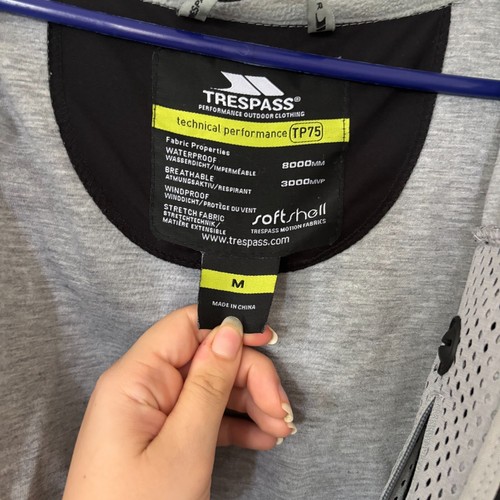 TRESPASS®
PERFORMANCE OUTDOOR CLOTHING
technical performance TP75
Fabric Properties
WATERPROOF 8000MM
WASSERDICHT/IMPERMÉABLE
BREATHABLE 3000MVP
ATMUNGSAKTIV/RESPIRANT
WINDPROOF
WINDDICHT/PROTÈGE DU VENT
STRETCH FABRIC softshell
STRETCHTECHNIK/ TRESPASS MOTION FABRICS
MATIÈRE EXTENSIBLE
www.trespass.com
M
MADE IN CHINA